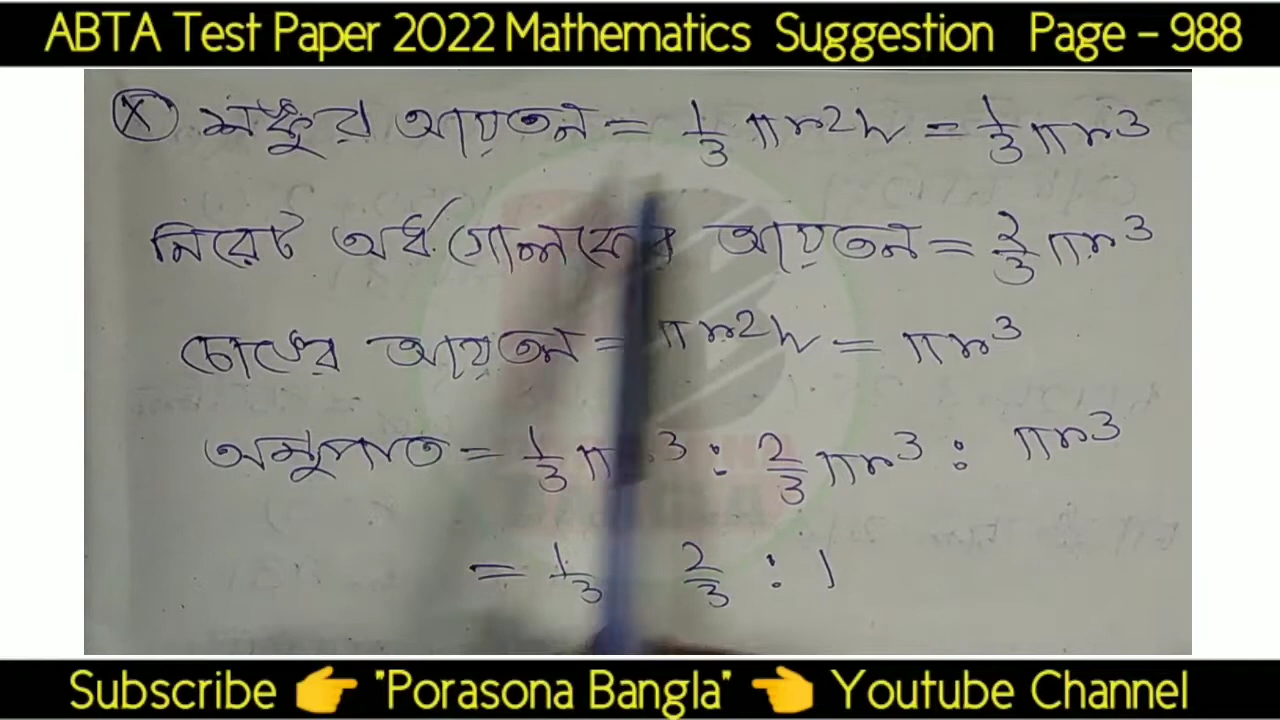 ABTA Test Paper 2022 Mathematics Suggestion Page - 988
(x) শঙ্কুর আয়তন = 1/3 πr²h = 1/3 πr³
নিরেট অর্ধগোলকের আয়তন = 2/3 πr³
চোঙের আয়তন = πr²h = πr³
অনুপাত = 1/3 π ³ : 2/3 πr³ : πr³
= 1/3 2/3 : 1
Subscribe 👉 "Porasona Bangla" 👈 Youtube Channel